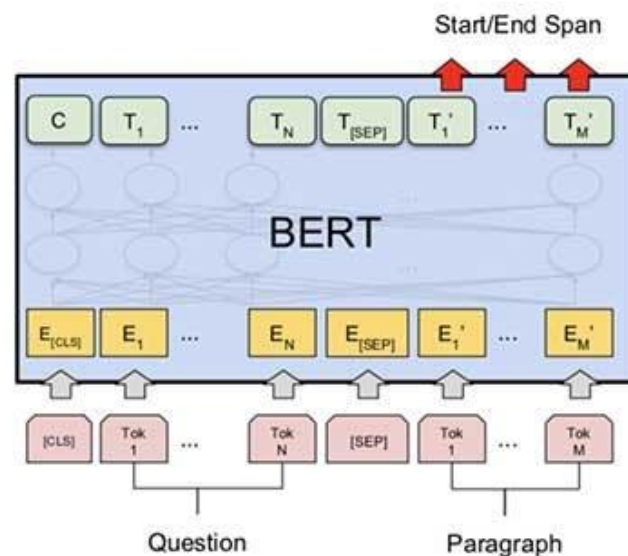 Start/End Span
C T1 ... TN T[SEP] T1' ... TM'
BERT
E[CLS] E1 ... EN E[SEP] E1' ... EM'
[CLS] Tok 1 ... Tok N [SEP] Tok 1 ... Tok M
Question Paragraph